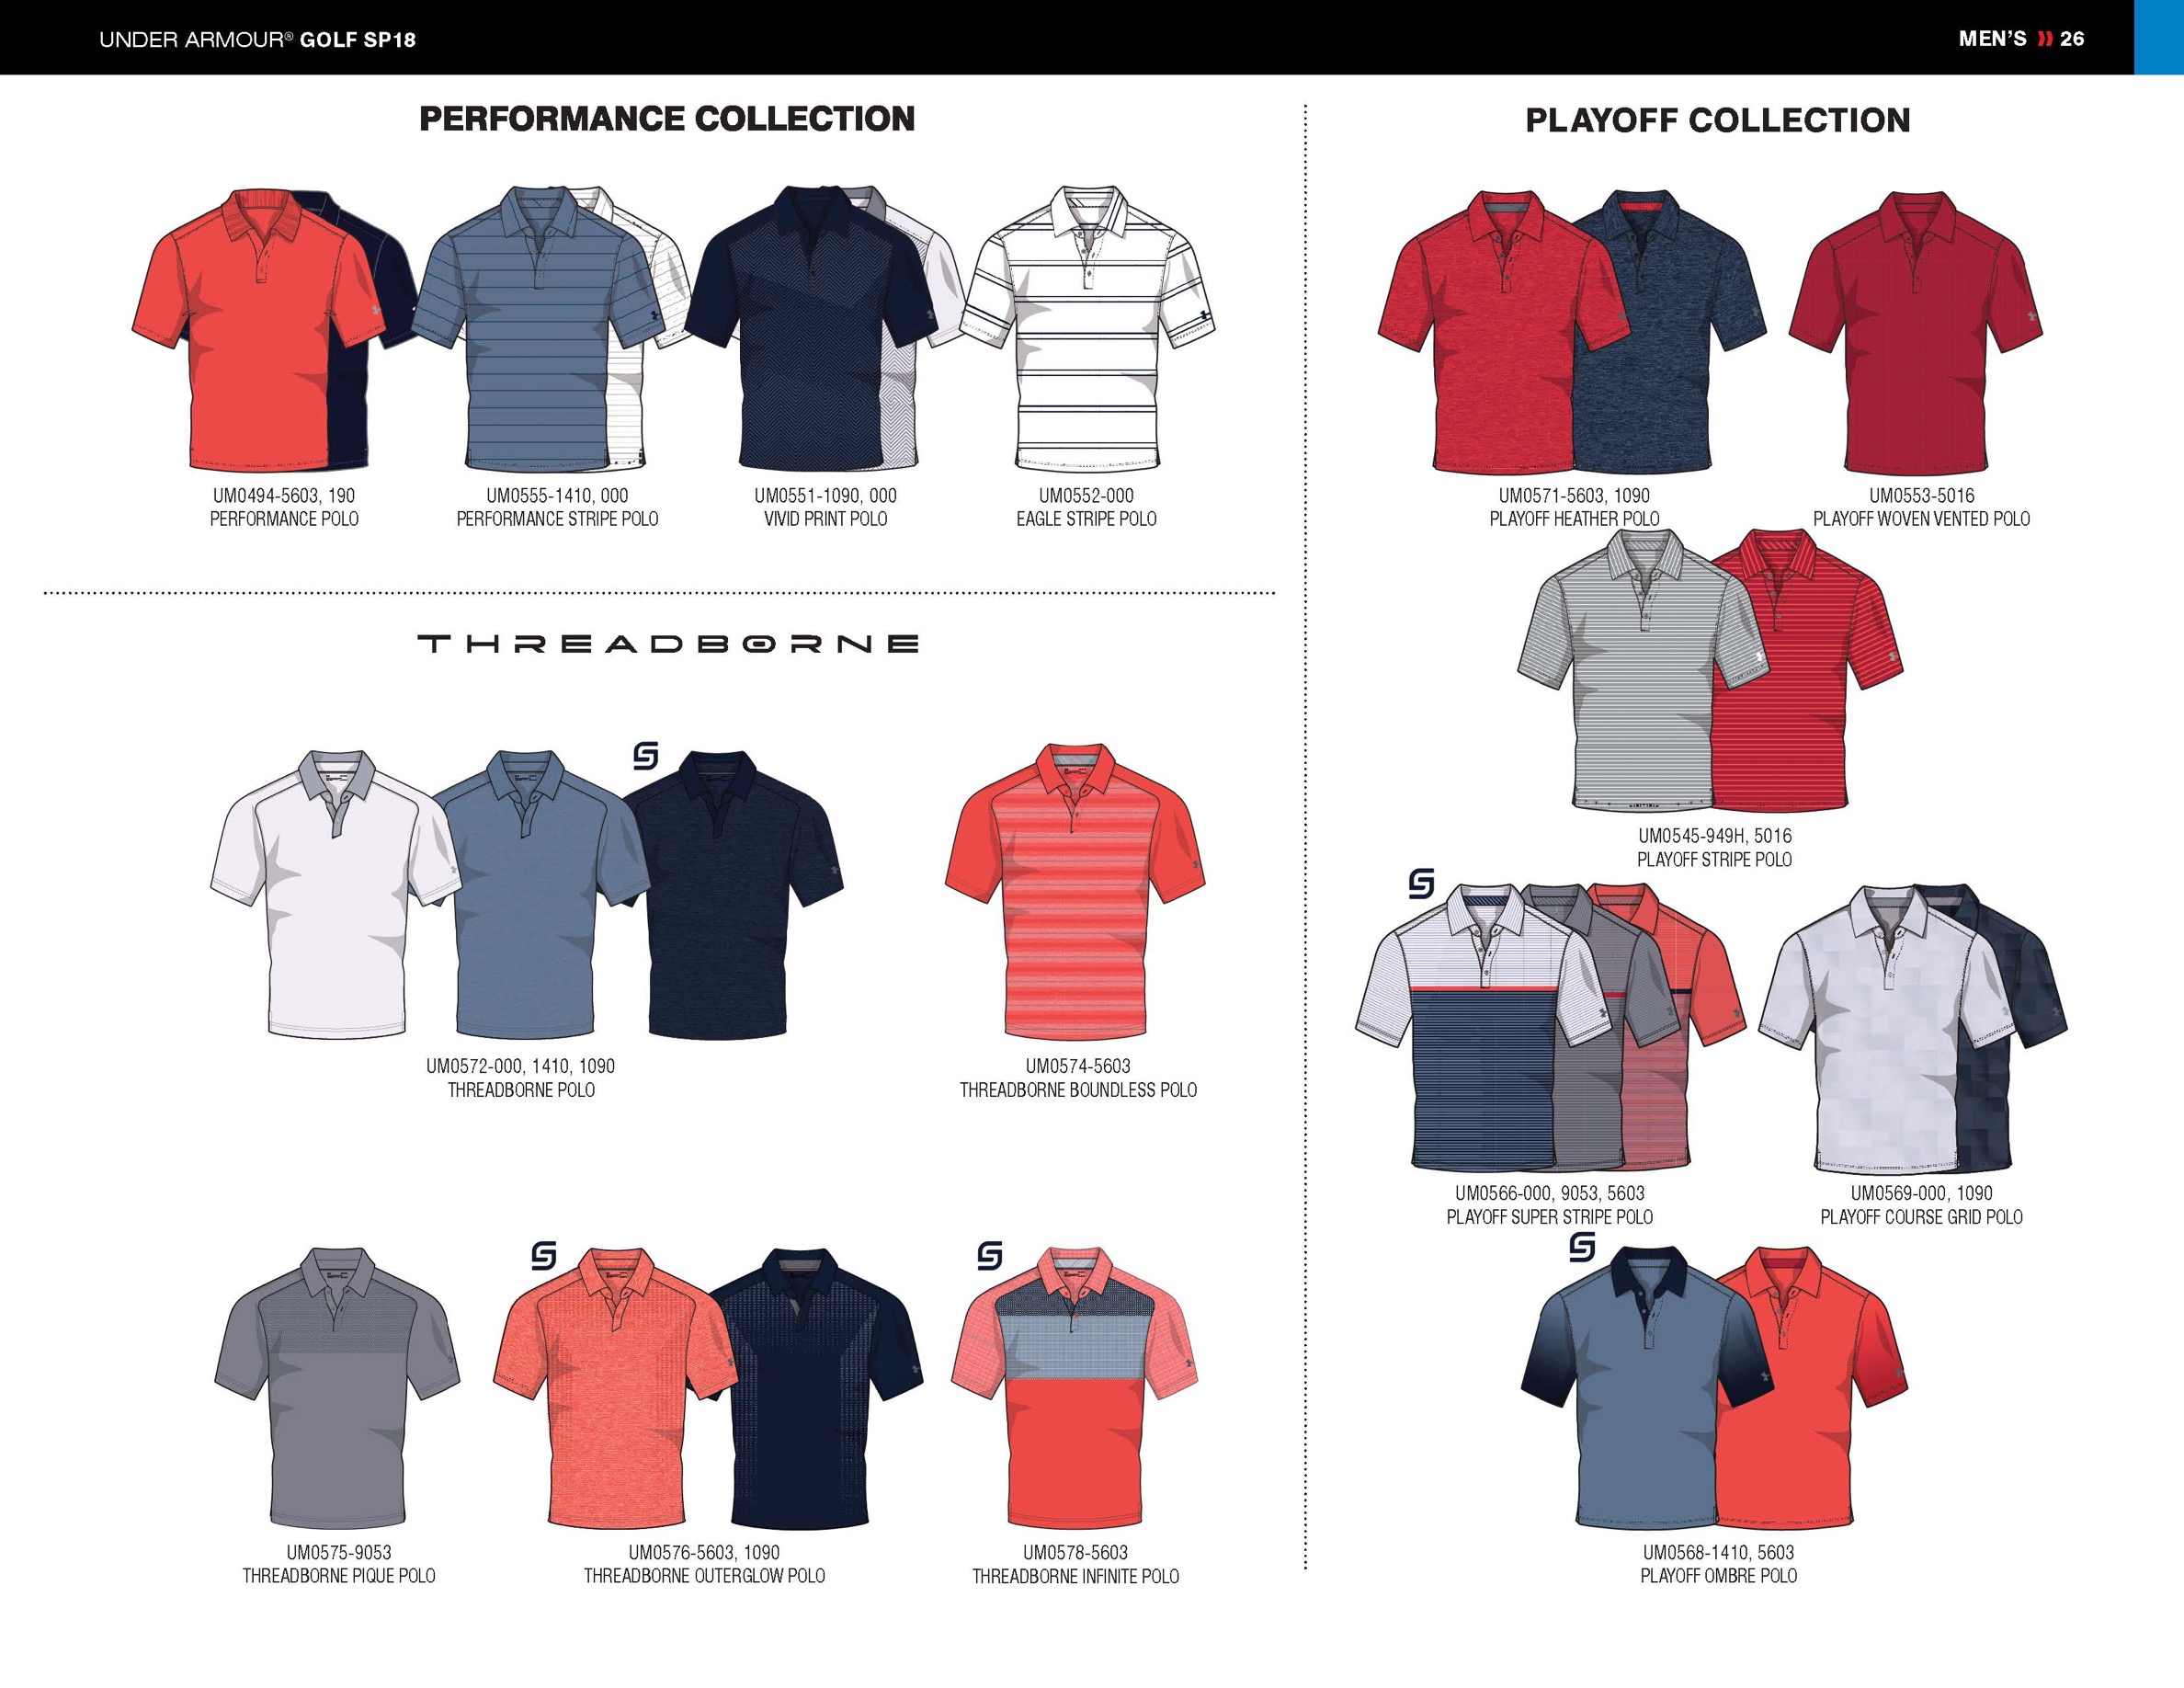 UNDER ARMOUR® GOLF SP18
MEN'S 26
PERFORMANCE COLLECTION
UM0494-5603, 190
PERFORMANCE POLO
UM0555-1410, 000
PERFORMANCE STRIPE POLO
UM0551-1090, 000
VIVID PRINT POLO
UM0552-000
EAGLE STRIPE POLO
THREADBORNE
UM0572-000, 1410, 1090
THREADBORNE POLO
UM0574-5603
THREADBORNE BOUNDLESS POLO
UM0575-9053
THREADBORNE PIQUE POLO
UM0576-5603, 1090
THREADBORNE OUTERGLOW POLO
UM0578-5603
THREADBORNE INFINITE POLO
PLAYOFF COLLECTION
UM0571-5603, 1090
PLAYOFF HEATHER POLO
UM0553-5016
PLAYOFF WOVEN VENTED POLO
UM0545-949H, 5016
PLAYOFF STRIPE POLO
UM0566-000, 9053, 5603
PLAYOFF SUPER STRIPE POLO
UM0569-000, 1090
PLAYOFF COURSE GRID POLO
UM0568-1410, 5603
PLAYOFF OMBRE POLO